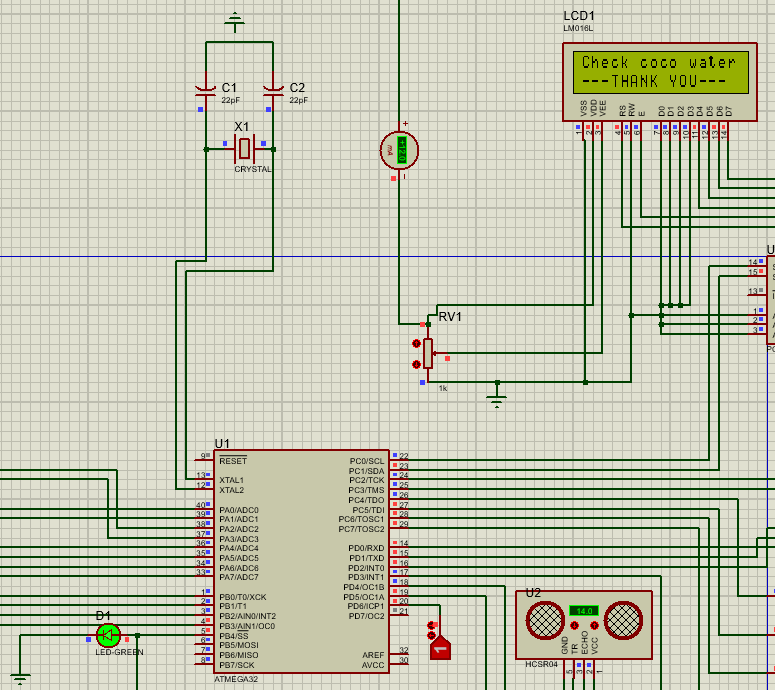 LCD1
LM016L
Check coco water
---THANK YOU---
VSS
VDD
VEE
RS
RW
E
D0
D1
D2
D3
D4
D5
D6
D7
1
2
3
4
5
6
7
8
9
10
11
12
13
14
C1
22pF
C2
22pF
X1
CRYSTAL
+
mA
RV1
1k
14
15
13
1
2
3
U1
9
RESET
13
XTAL1
12
XTAL2
40
PA0/ADC0
39
PA1/ADC1
38
PA2/ADC2
37
PA3/ADC3
36
PA4/ADC4
35
PA5/ADC5
34
PA6/ADC6
33
PA7/ADC7
1
PB0/T0/XCK
2
PB1/T1
3
PB2/AIN0/INT2
4
PB3/AIN1/OC0
5
PB4/SS
6
PB5/MOSI
7
PB6/MISO
8
PB7/SCK
PC0/SCL
22
PC1/SDA
23
PC2/TCK
24
PC3/TMS
25
PC4/TDO
26
PC5/TDI
27
PC6/TOSC1
28
PC7/TOSC2
29
PD0/RXD
14
PD1/TXD
15
PD2/INT0
16
PD3/INT1
17
PD4/OC1B
18
PD5/OC1A
19
PD6/ICP1
20
PD7/OC2
21
AREF
32
AVCC
30
ATMEGA32
D1
LED-GREEN
1
U2
14.0
GND
TR
ECHO
VCC
HCSR04
5
3
2
1